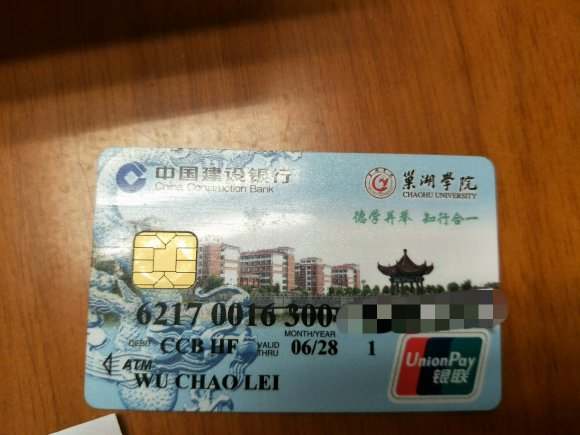 中国建设银行
China Construction Bank
巢湖学院
CHAOHU UNIVERSITY
德学并举 知行合一
6217 0016 300
MONTH/YEAR
DEBIT CCB HF VALID THRU 06/28 1
ATM
WU CHAO LEI
UnionPay
银联